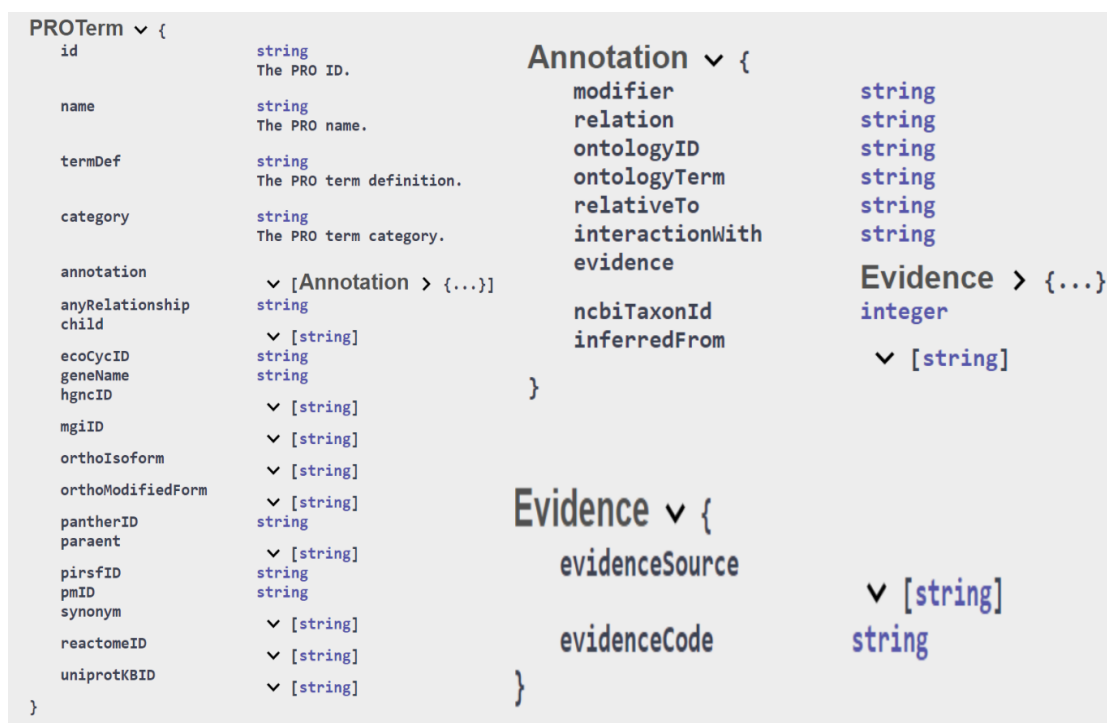 PROTerm {
id string
The PRO ID.
name string
The PRO name.
termDef string
The PRO term definition.
category string
The PRO term category.
annotation [Annotation > {...}]
anyRelationship string
child [string]
ecoCycID string
geneName string
hgncID [string]
mgiID [string]
orthoIsoform [string]
orthoModifiedForm [string]
pantherID string
paraent [string]
pirsfID string
pmID string
synonym [string]
reactomeID [string]
uniprotKBID [string]
}
Annotation {
modifier string
relation string
ontologyID string
ontologyTerm string
relativeTo string
interactionWith string
evidence Evidence > {...}
ncbiTaxonId integer
inferredFrom [string]
}
Evidence {
evidenceSource [string]
evidenceCode string
}